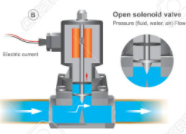 B
Open solenoid valve
Pressure (fluid, water, air) Flow
Electric current